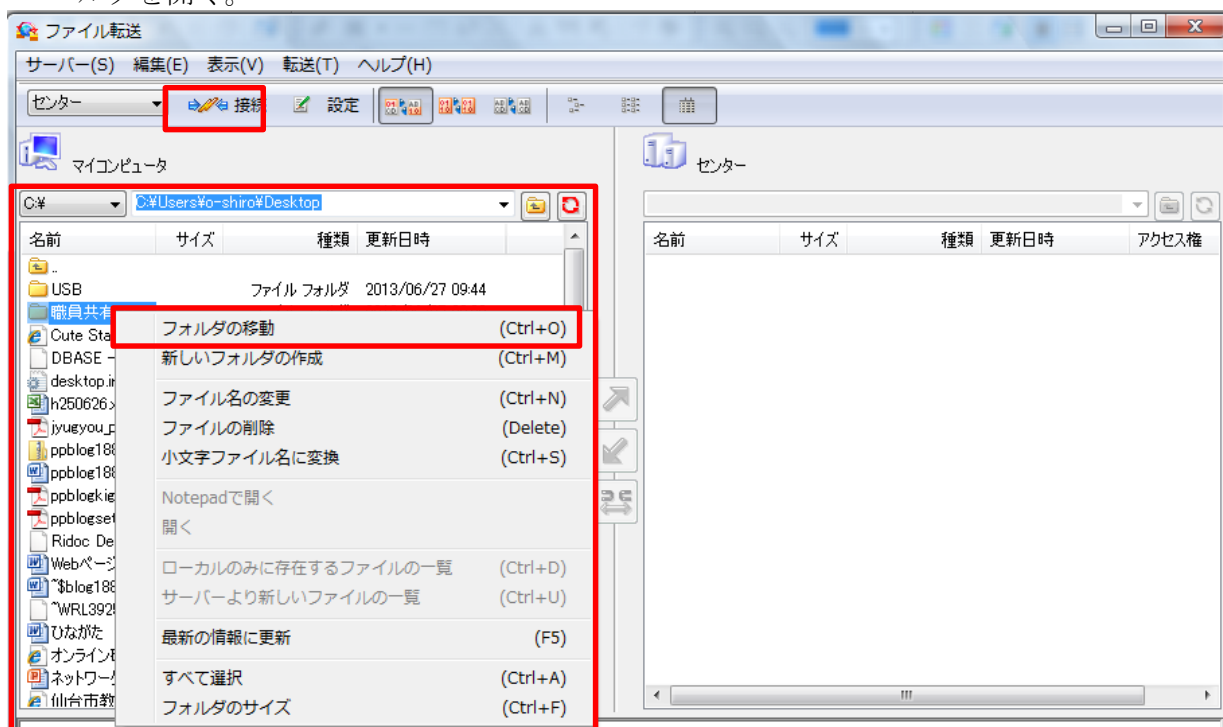 ルダを開く。
ファイル転送
サーバー(S) 編集(E) 表示(V) 転送(T) ヘルプ(H)
センター 接続 設定
マイコンピュータ
センター
C:¥ C:¥Users¥o-shiro¥Desktop
名前 サイズ 種類 更新日時
名前 サイズ 種類 更新日時 アクセス権
..
USB ファイル フォルダ 2013/06/27 09:44
職員共有
Cute Sta
DBASE -
desktop.in
h250626.x
jyugyou_p
ppblog188
ppblog188
ppblogkig
ppblogset
Ridoc De
Webページ
~$blog188
~WRL392
ひながた
オンライン
ネットワーク
仙台市教
フォルダの移動 (Ctrl+O)
新しいフォルダの作成 (Ctrl+M)
ファイル名の変更 (Ctrl+N)
ファイルの削除 (Delete)
小文字ファイル名に変換 (Ctrl+S)
Notepadで開く
開く
ローカルのみに存在するファイルの一覧 (Ctrl+D)
サーバーより新しいファイルの一覧 (Ctrl+U)
最新の情報に更新 (F5)
すべて選択 (Ctrl+A)
フォルダのサイズ (Ctrl+F)